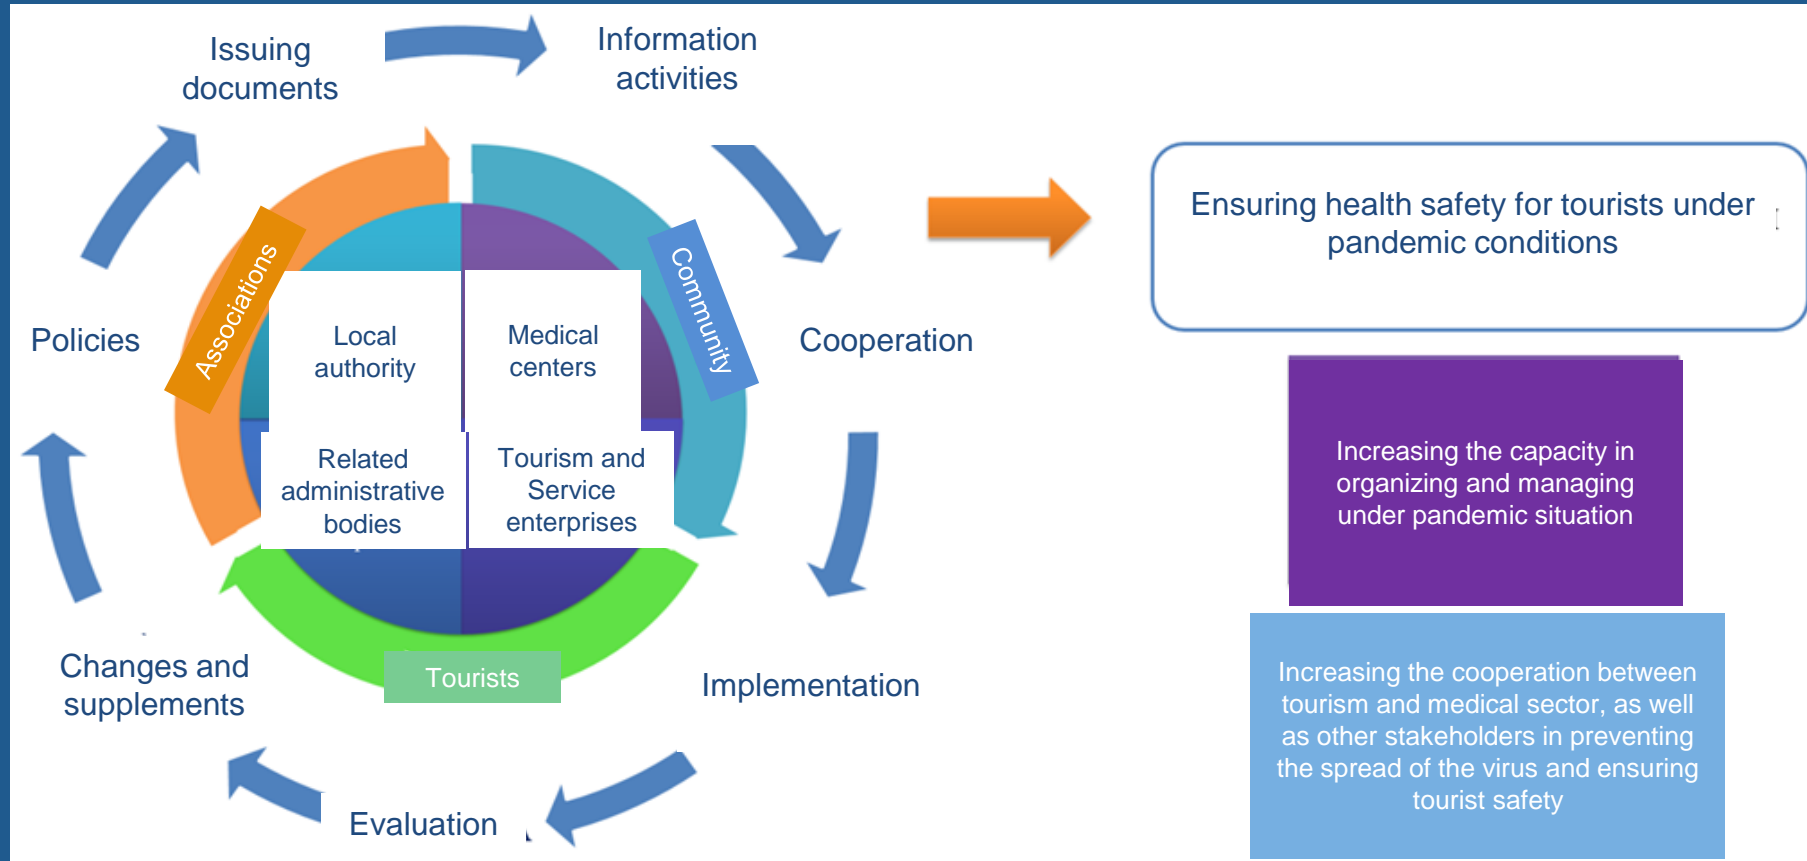 Issuing
documents
Information
activities
Policies
Associations
Community
Cooperation
Local
authority
Medical
centers
Related
administrative
bodies
Tourism and
Service
enterprises
Tourists
Changes and
supplements
Implementation
Evaluation
Ensuring health safety for tourists under
pandemic conditions
Increasing the capacity in
organizing and managing
under pandemic situation
Increasing the cooperation between
tourism and medical sector, as well
as other stakeholders in preventing
the spread of the virus and ensuring
tourist safety